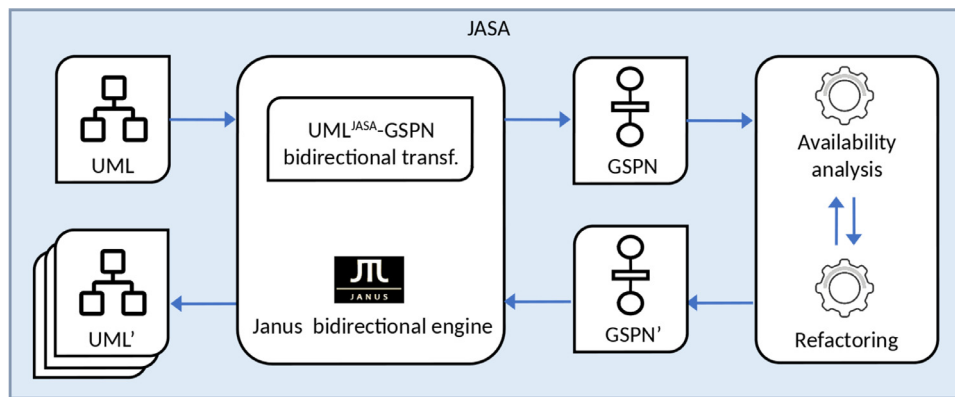 JASA
UML
UML^JASA-GSPN
bidirectional transf.
GSPN
Availability
analysis
UML’
JANUS
Janus bidirectional engine
GSPN’
Refactoring